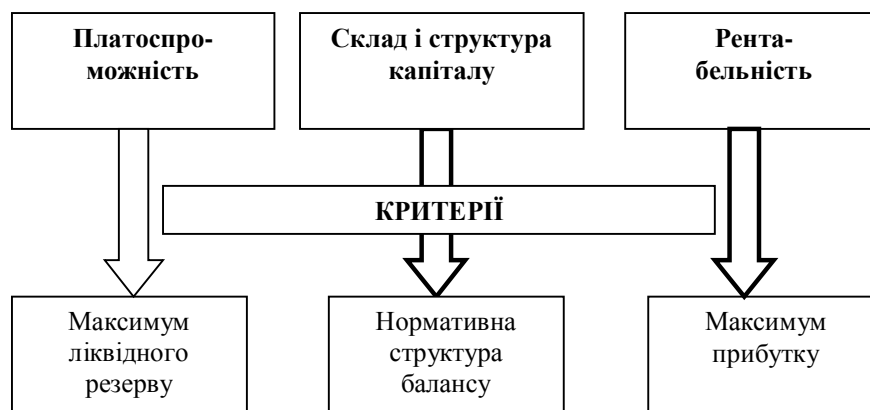 Платоспро-
можність
Склад і структура
капіталу
Рента-
бельність
КРИТЕРІЇ
Максимум
ліквідного
резерву
Нормативна
структура
балансу
Максимум
прибутку